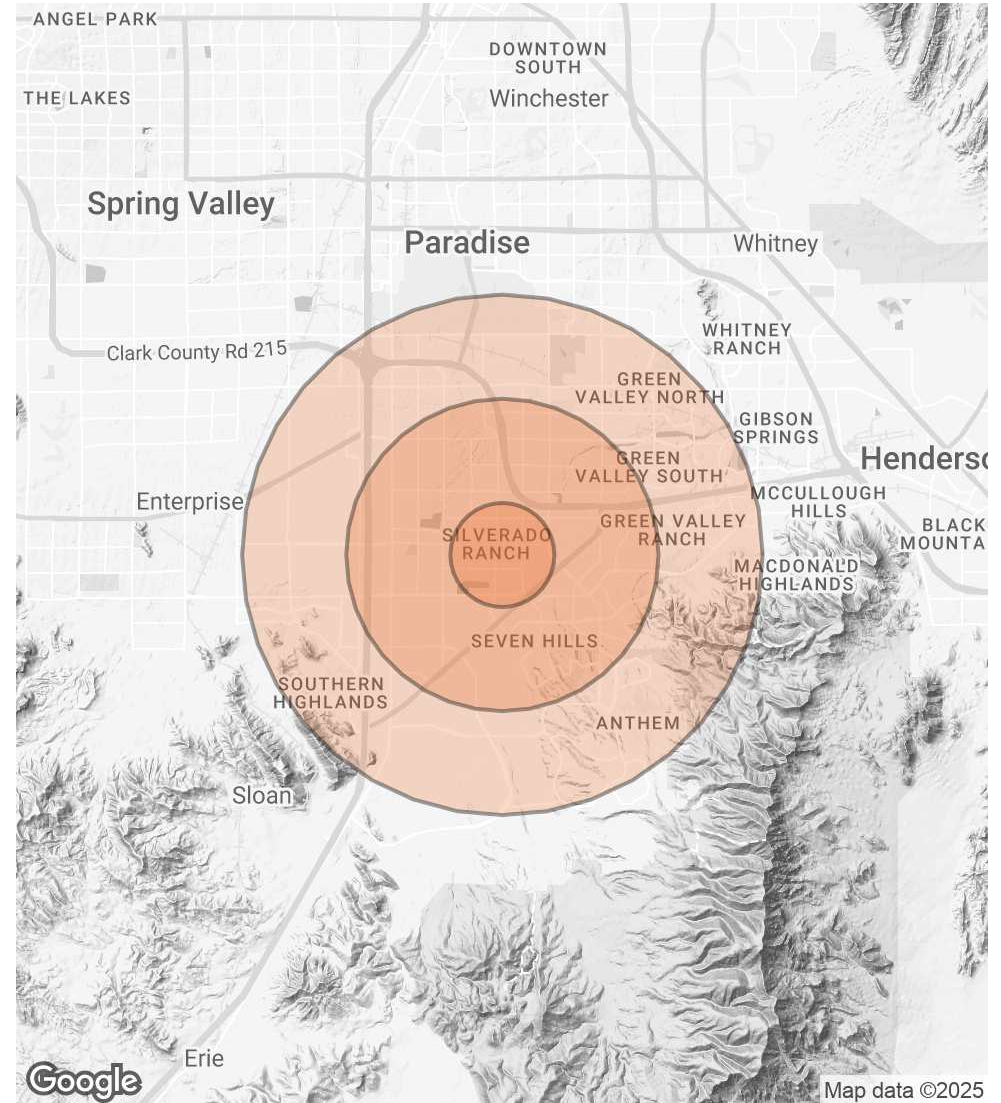 ANGEL PARK
DOWNTOWN
SOUTH
THE LAKES
Winchester
Spring Valley
Paradise
Whitney
WHITNEY
RANCH
Clark County Rd 215
GREEN
VALLEY NORTH
GIBSON
SPRINGS
GREEN
VALLEY SOUTH
Henderso
Enterprise
MCCULLOUGH
HILLS
GREEN VALLEY
RANCH
BLACK
MOUNTA
SILVERADO
RANCH
MACDONALD
HIGHLANDS
SEVEN HILLS
SOUTHERN
HIGHLANDS
ANTHEM
Sloan
Erie
Google
Map data ©2025